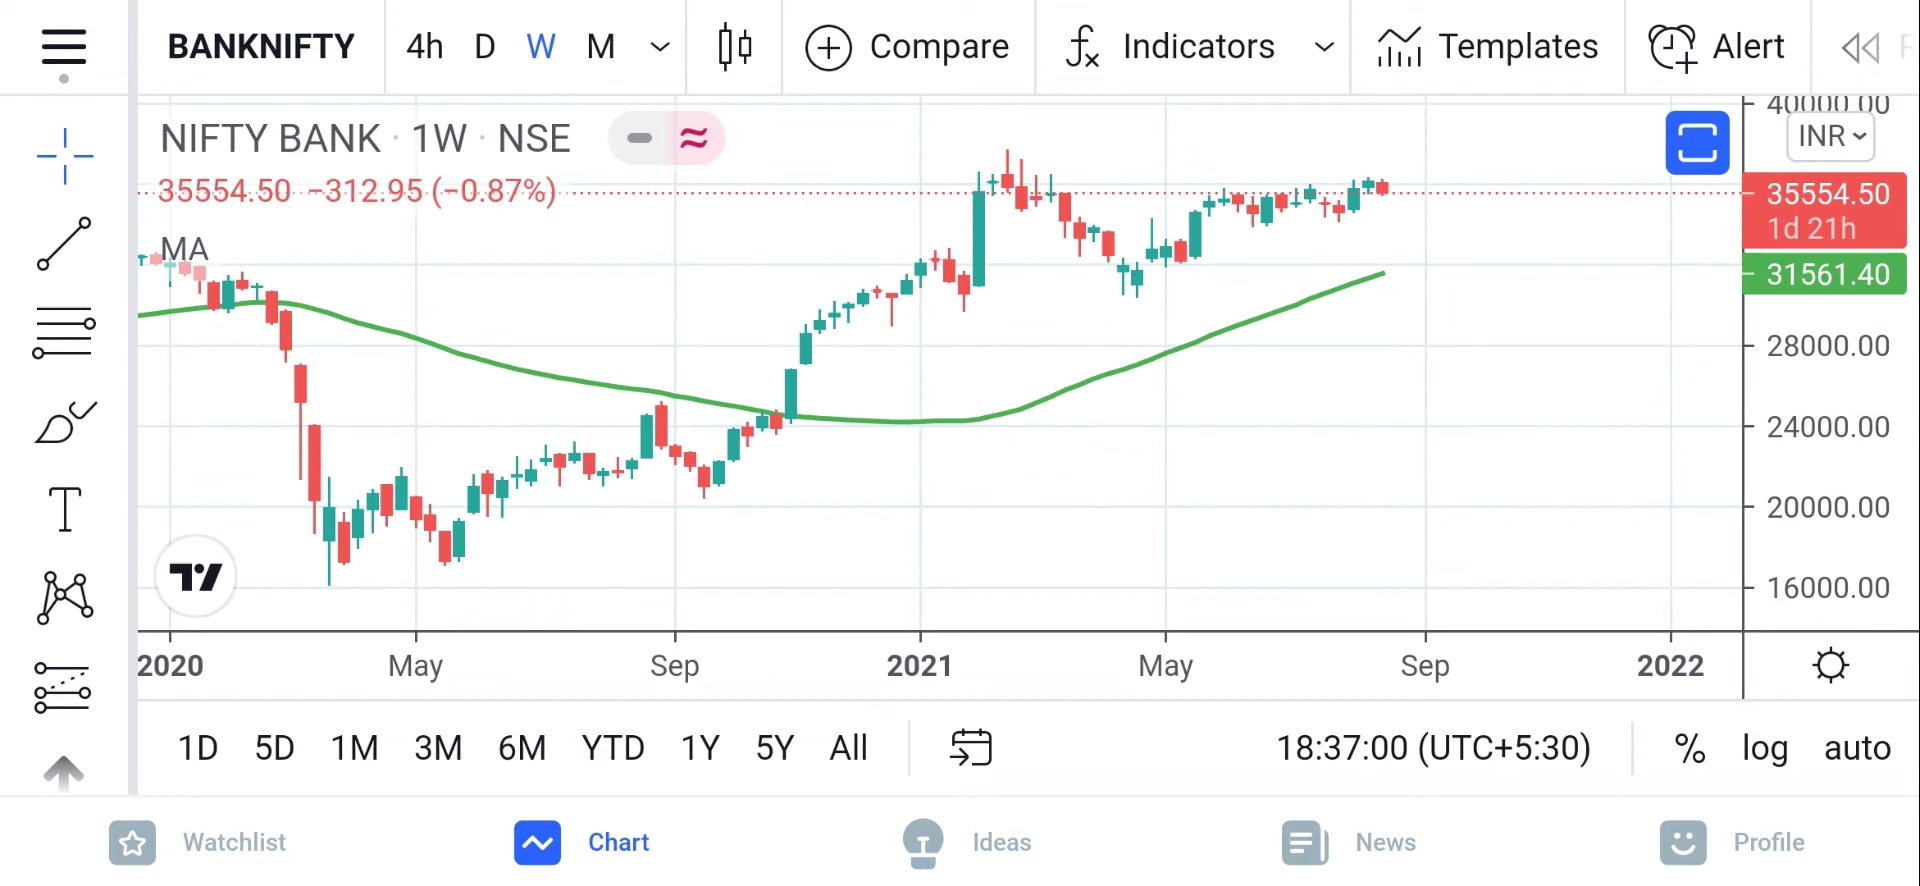 BANKNIFTY 4h D W M Compare Indicators Templates Alert
NIFTY BANK · 1W · NSE
35554.50 −312.95 (−0.87%)
MA
40000.00
INR
35554.50
1d 21h
31561.40
28000.00
24000.00
20000.00
16000.00
2020 May Sep 2021 May Sep 2022
1D 5D 1M 3M 6M YTD 1Y 5Y All 18:37:00 (UTC+5:30) % log auto
Watchlist Chart Ideas News Profile